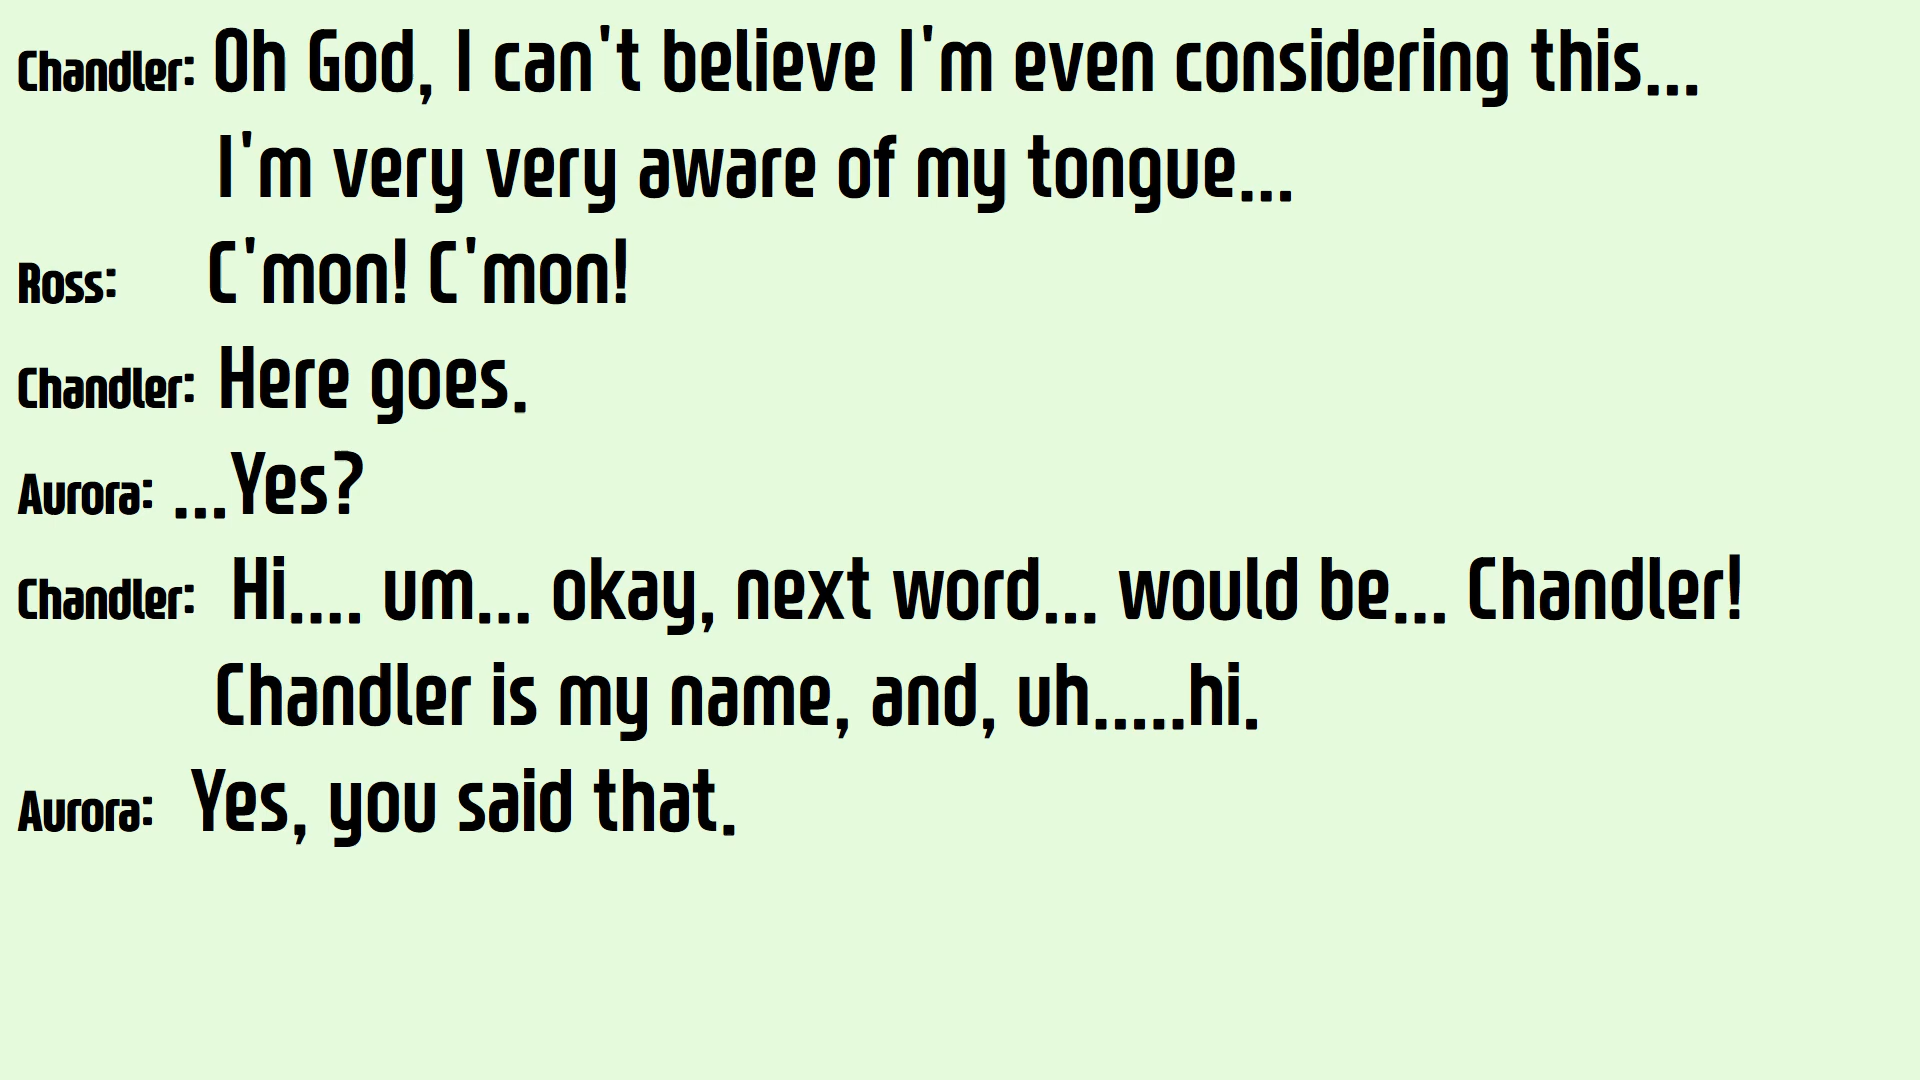 Chandler: Oh God, I can't believe I'm even considering this...
I'm very very aware of my tongue...
Ross: C'mon! C'mon!
Chandler: Here goes.
Aurora: ...Yes?
Chandler: Hi.... um... okay, next word... would be... Chandler!
Chandler is my name, and, uh.....hi.
Aurora: Yes, you said that.